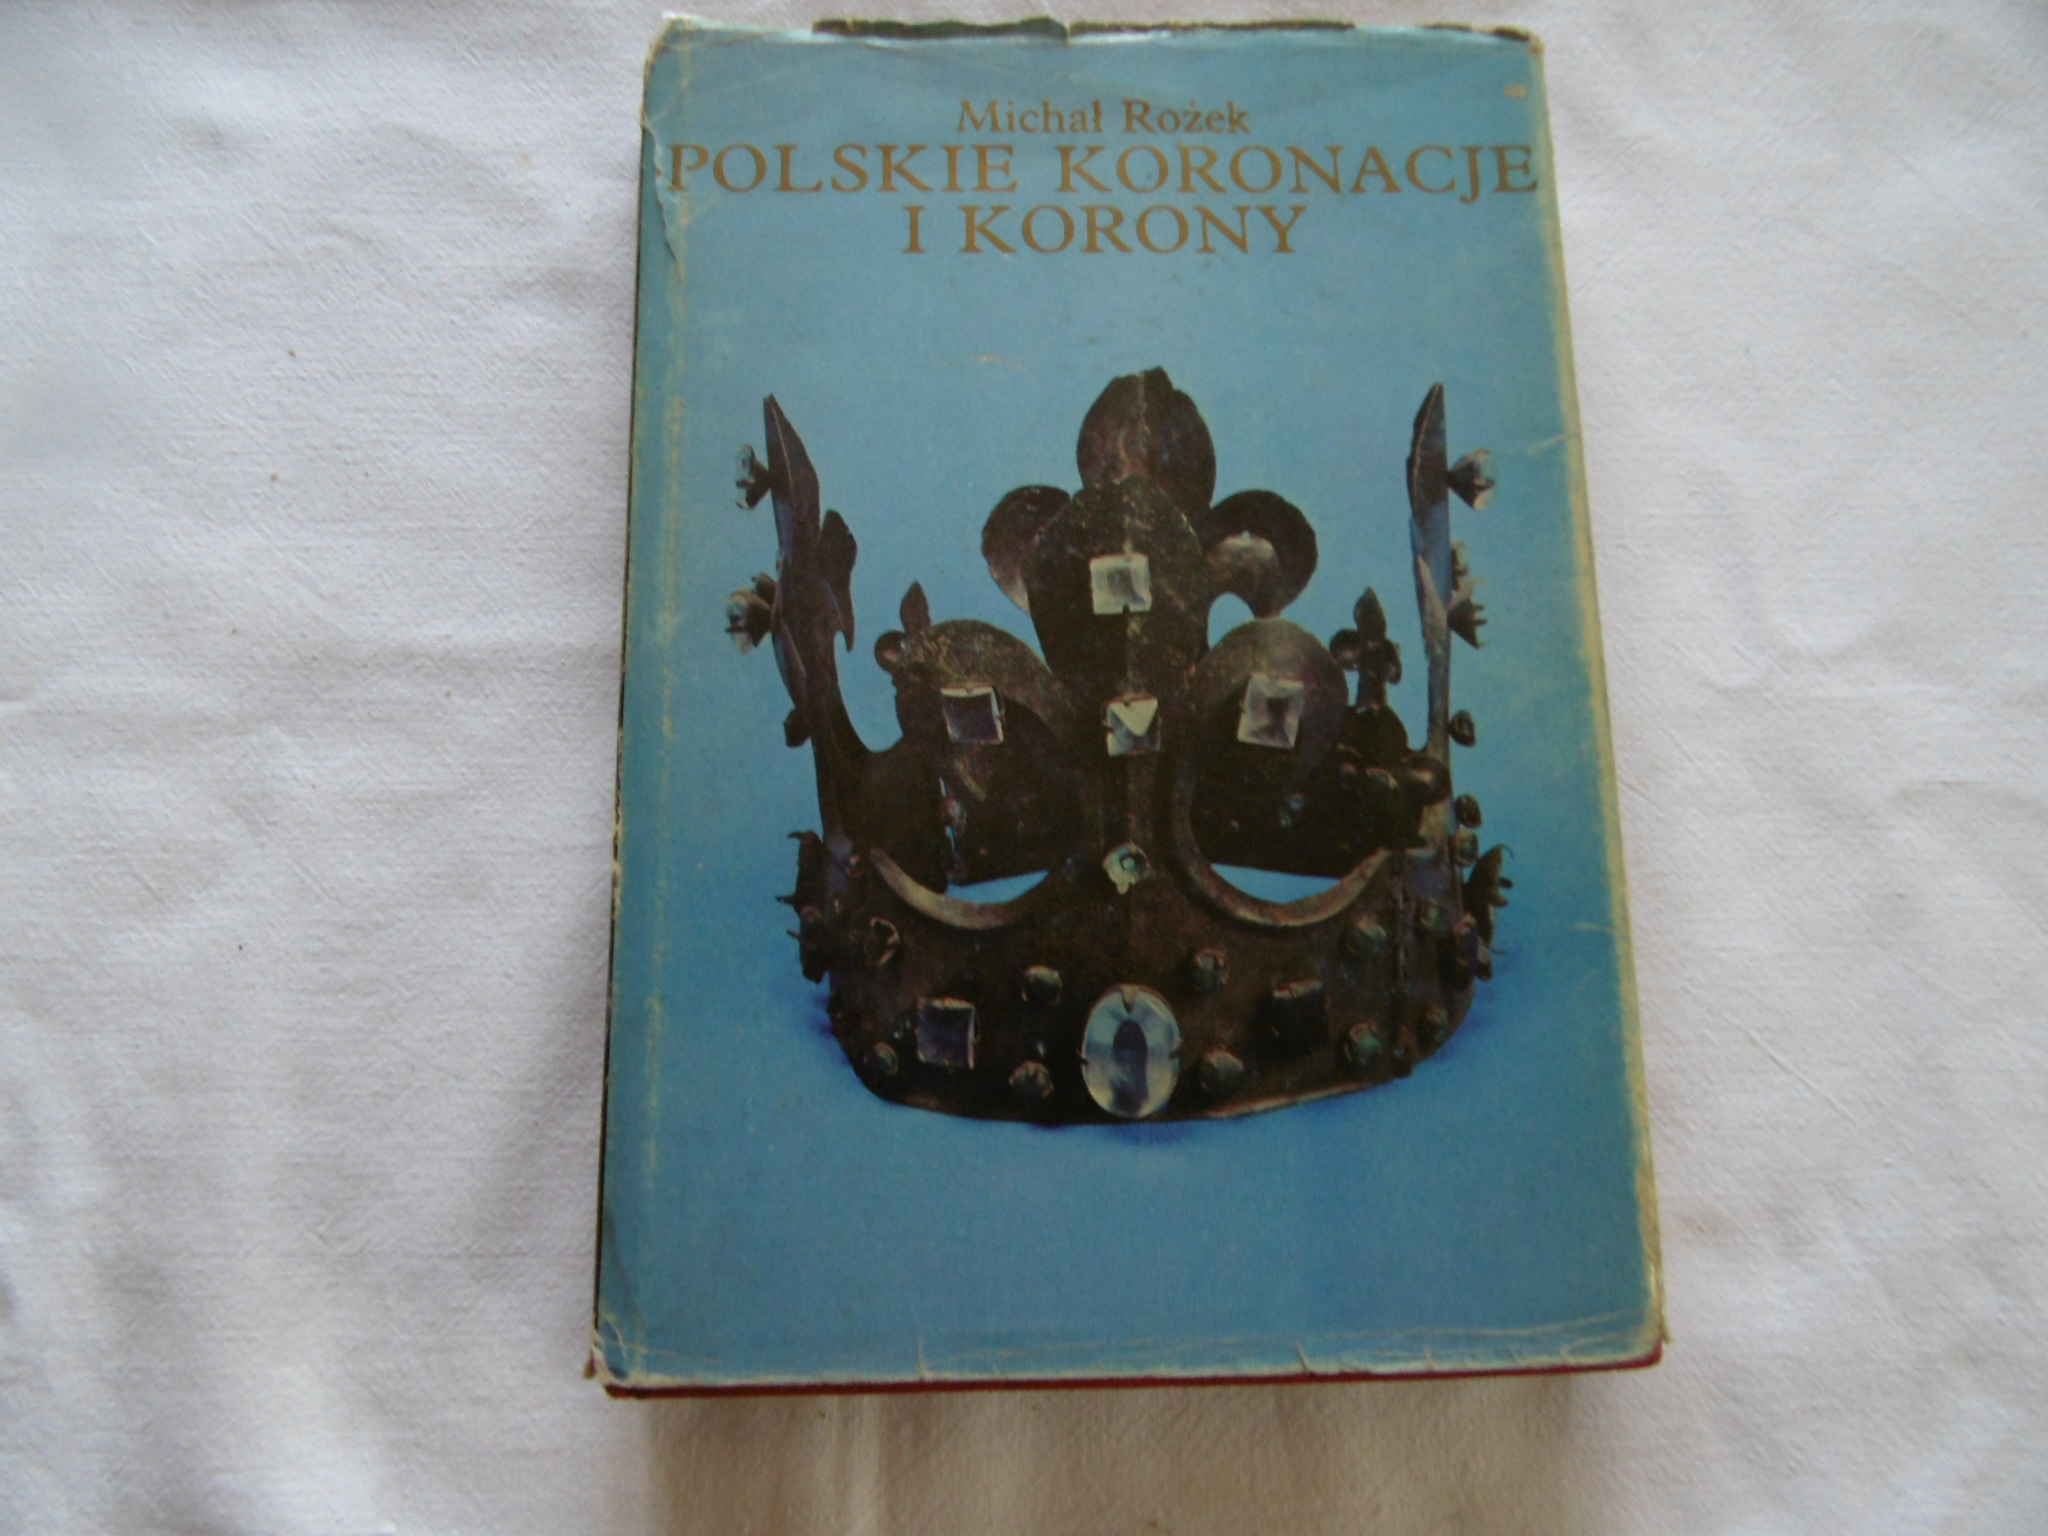 Michał Rożek
POLSKIE KORONACJE
I KORONY